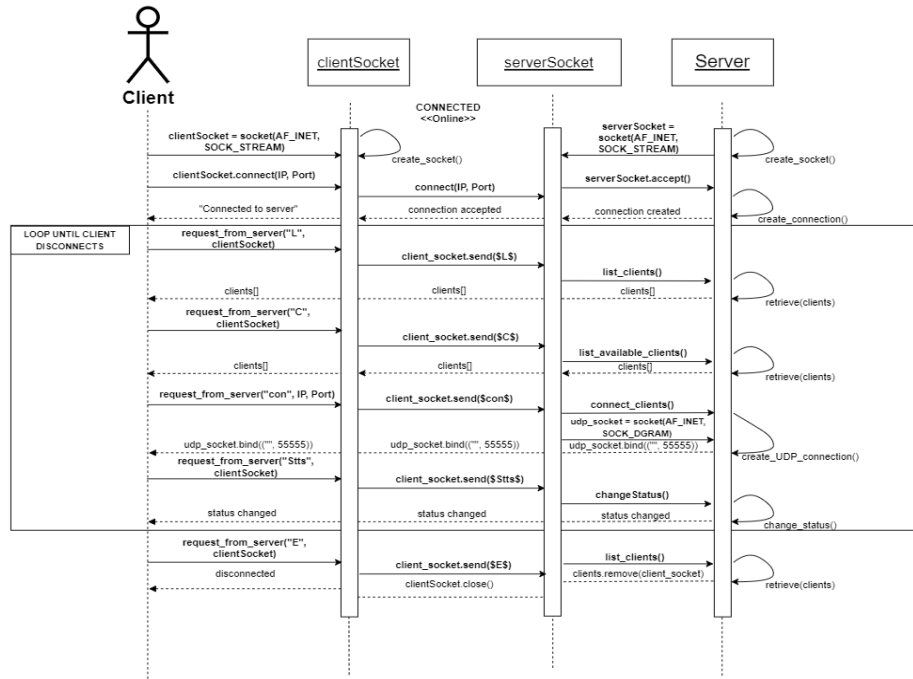 Client
clientSocket
serverSocket
Server
CONNECTED
<<Online>>
clientSocket = socket(AF_INET,
SOCK_STREAM)
create_socket()
serverSocket =
socket(AF_INET,
SOCK_STREAM)
create_socket()
clientSocket.connect(IP, Port)
connect(IP, Port)
serverSocket.accept()
"Connected to server"
connection accepted
connection created
create_connection()
LOOP UNTIL CLIENT
DISCONNECTS
request_from_server("L",
clientSocket)
client_socket.send($L$)
list_clients()
clients[]
clients[]
clients[]
retrieve(clients)
request_from_server("C",
clientSocket)
client_socket.send($C$)
list_available_clients()
clients[]
clients[]
clients[]
retrieve(clients)
request_from_server("con", IP, Port)
client_socket.send($con$)
connect_clients()
udp_socket = socket(AF_INET,
SOCK_DGRAM)
udp_socket.bind(("", 55555))
udp_socket.bind(("", 55555))
udp_socket.bind(("", 55555))
create_UDP_connection()
request_from_server("Stts",
clientSocket)
client_socket.send($Stts$)
changeStatus()
status changed
status changed
status changed
change_status()
request_from_server("E",
clientSocket)
client_socket.send($E$)
list_clients()
disconnected
clientSocket.close()
clients.remove(client_socket)
retrieve(clients)